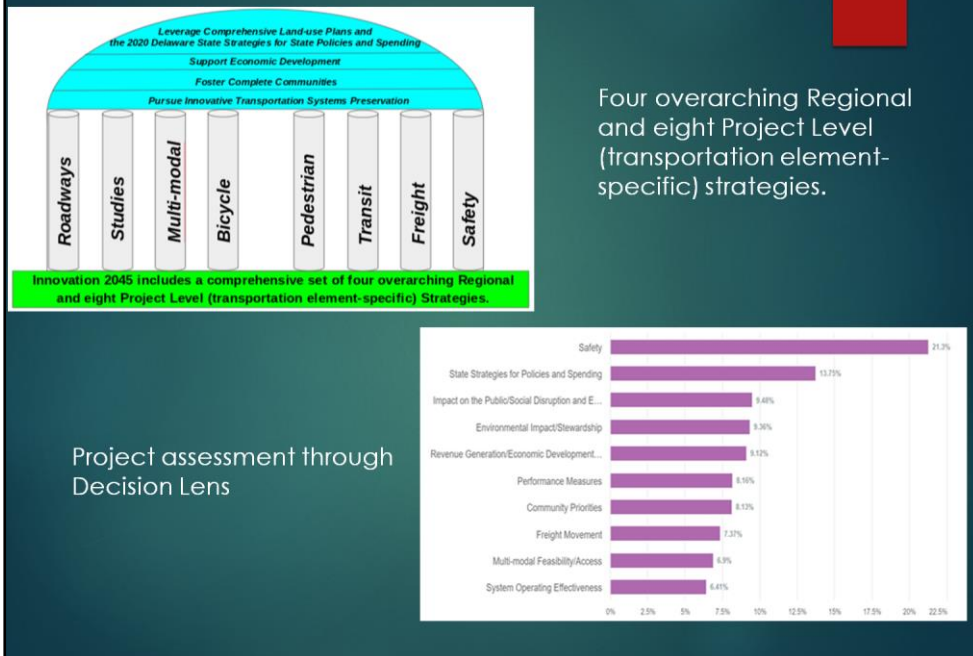 Leverage Comprehensive Land-use Plans and
the 2020 Delaware State Strategies for State Policies and Spending
Support Economic Development
Foster Complete Communities
Pursue Innovative Transportation Systems Preservation
Roadways
Studies
Multi-modal
Bicycle
Pedestrian
Transit
Freight
Safety
Innovation 2045 includes a comprehensive set of four overarching Regional
and eight Project Level (transportation element-specific) Strategies.
Four overarching Regional
and eight Project Level
(transportation element-
specific) strategies.
Project assessment through
Decision Lens
Safety 21.3%
State Strategies for Policies and Spending 13.75%
Impact on the Public/Social Disruption and E... 9.48%
Environmental Impact/Stewardship 9.36%
Revenue Generation/Economic Development... 9.12%
Performance Measures 8.16%
Community Priorities 8.13%
Freight Movement 7.37%
Multi-modal Feasibility/Access 6.9%
System Operating Effectiveness 6.41%
0% 2.5% 5% 7.5% 10% 12.5% 15% 17.5% 20% 22.5%